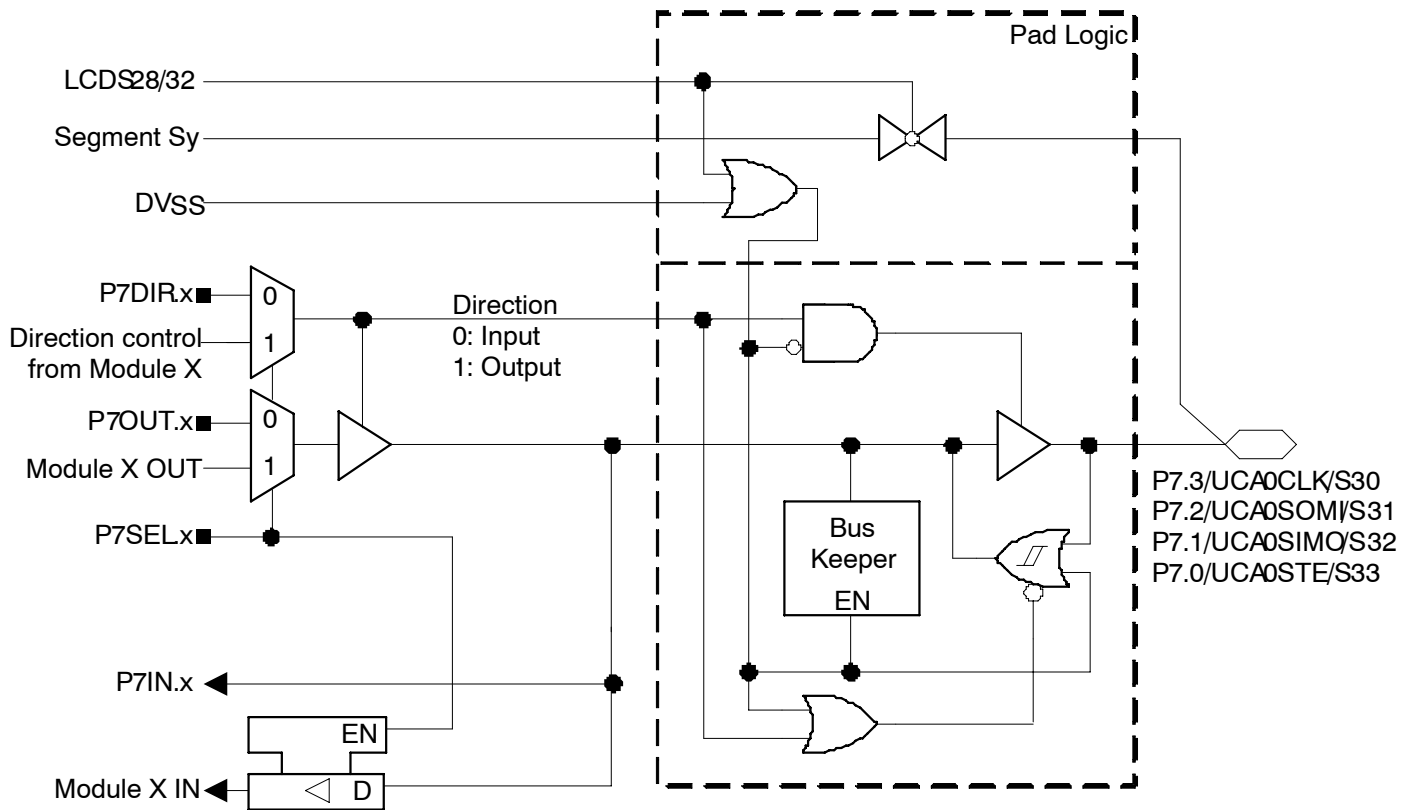 Pad Logic
LCDS28/32
Segment Sy
DVSS
P7DIR.x
0
Direction control
from Module X
1
Direction
0: Input
1: Output
P7OUT.x
0
Module X OUT
1
P7SEL.x
Bus
Keeper
EN
P7.3/UCA0CLK/S30
P7.2/UCA0SOMI/S31
P7.1/UCA0SIMO/S32
P7.0/UCA0STE/S33
P7IN.x
EN
Module X IN
D